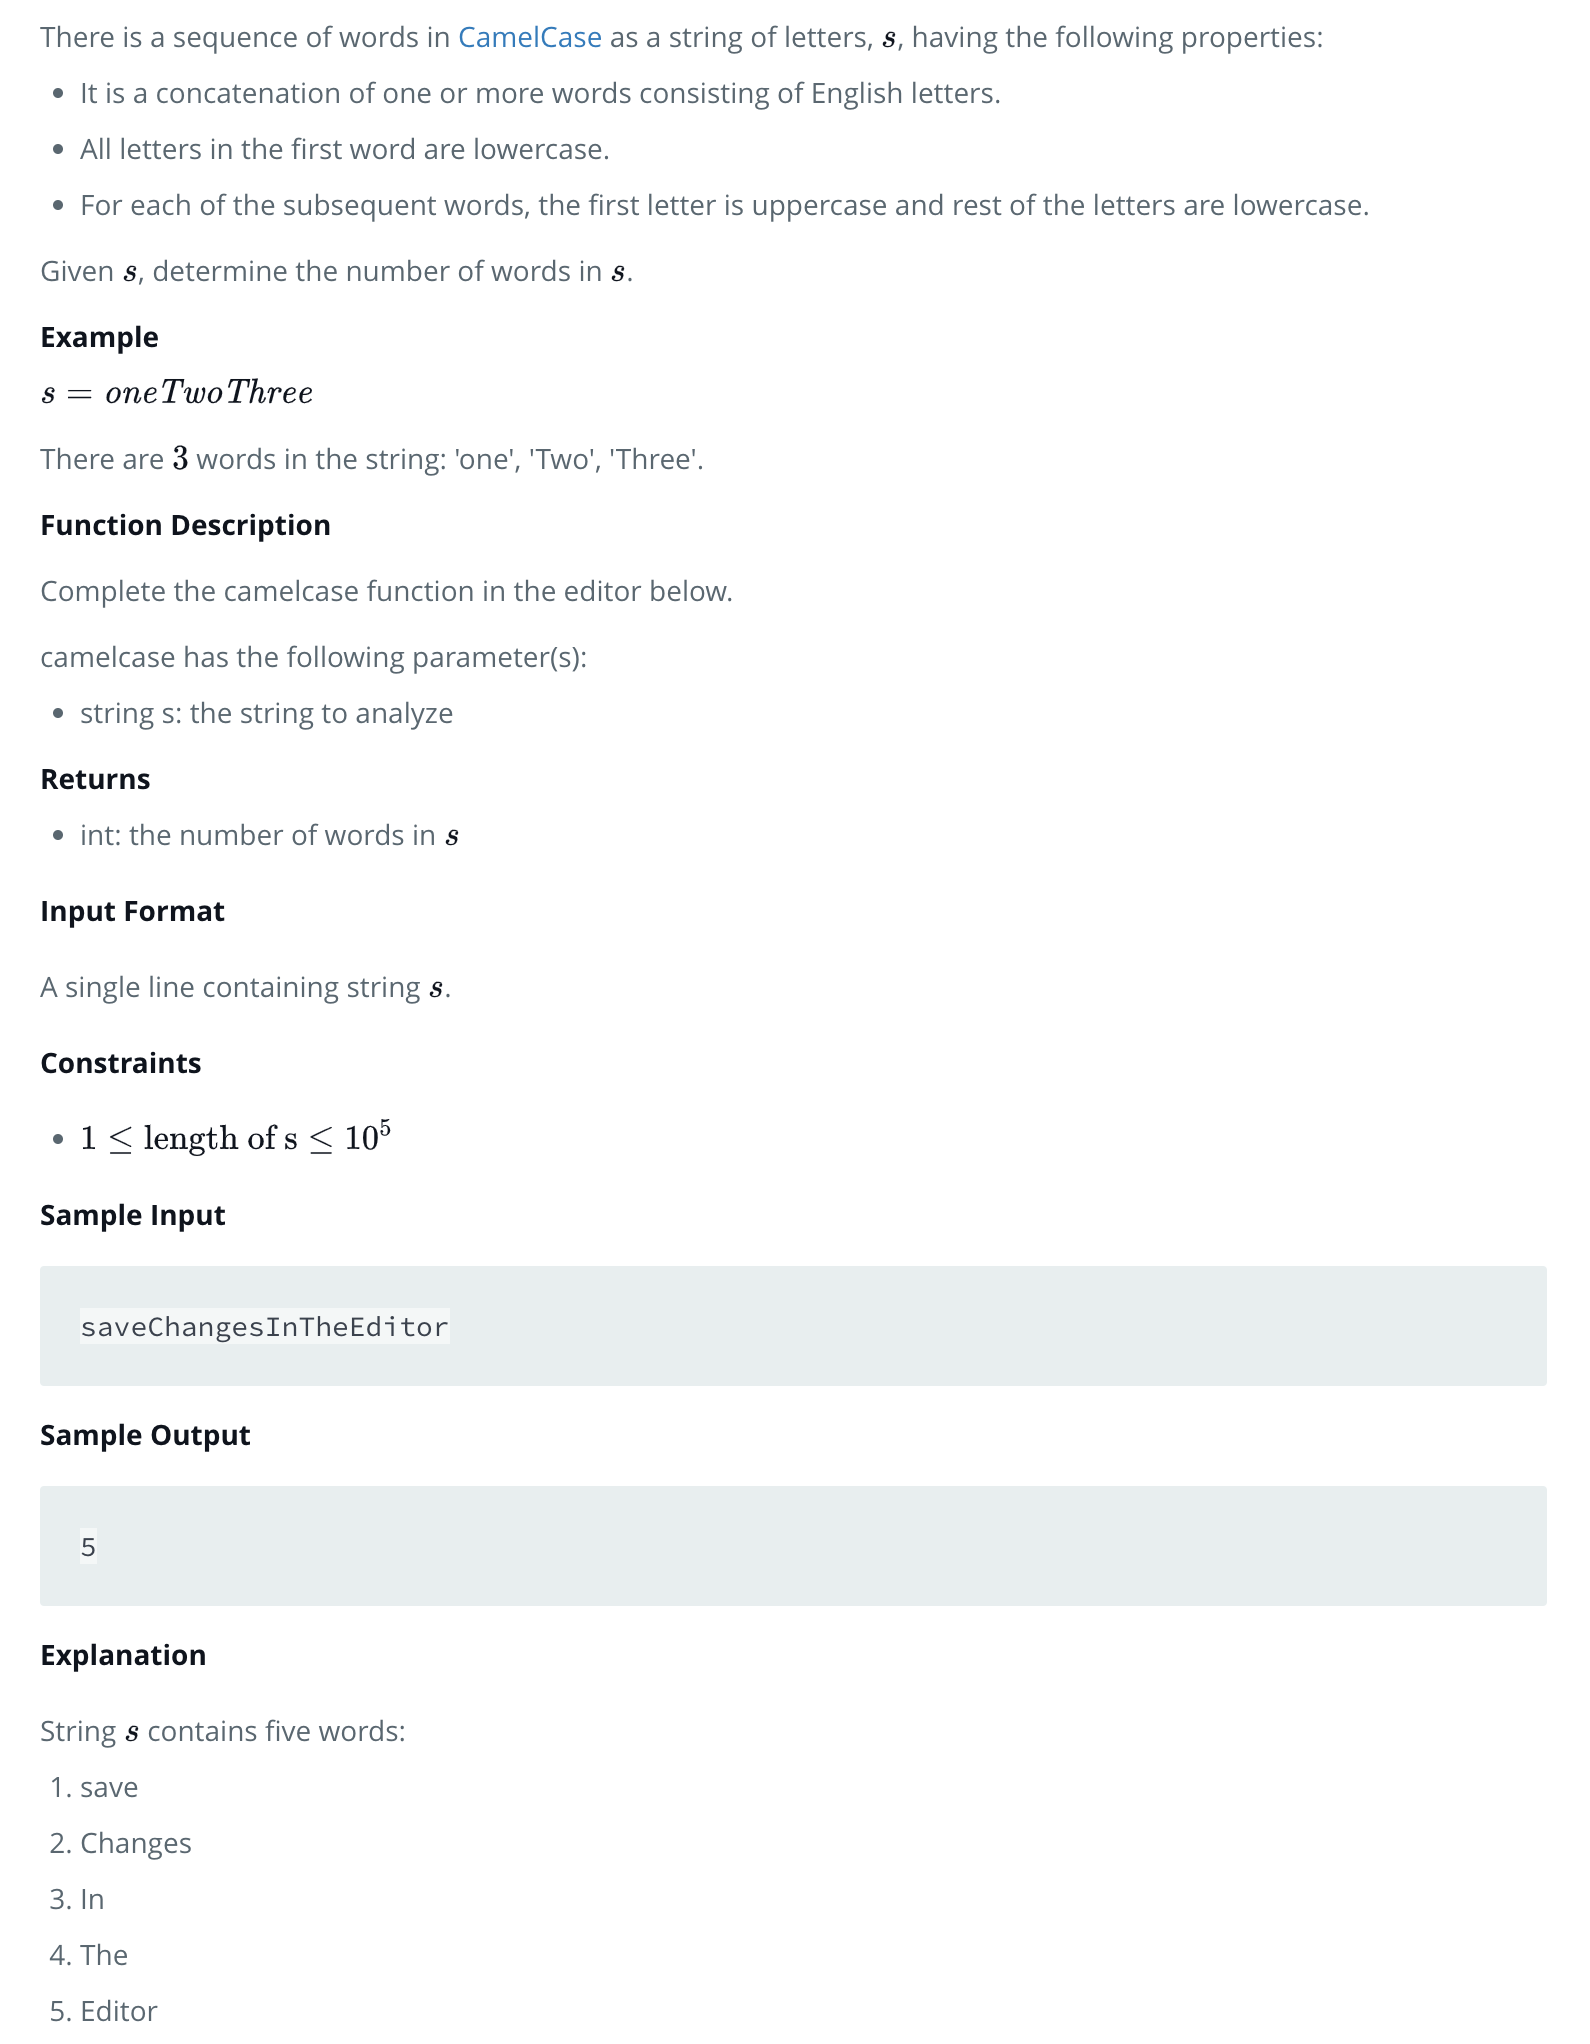 There is a sequence of words in CamelCase as a string of letters, s, having the following properties:
• It is a concatenation of one or more words consisting of English letters.
• All letters in the first word are lowercase.
• For each of the subsequent words, the first letter is uppercase and rest of the letters are lowercase.
Given s, determine the number of words in s.
Example
s = oneTwoThree
There are 3 words in the string: 'one', 'Two', 'Three'.
Function Description
Complete the camelcase function in the editor below.
camelcase has the following parameter(s):
• string s: the string to analyze
Returns
• int: the number of words in s
Input Format
A single line containing string s.
Constraints
• 1 ≤ length of s ≤ 10⁵
Sample Input
saveChangesInTheEditor
Sample Output
5
Explanation
String s contains five words:
1. save
2. Changes
3. In
4. The
5. Editor